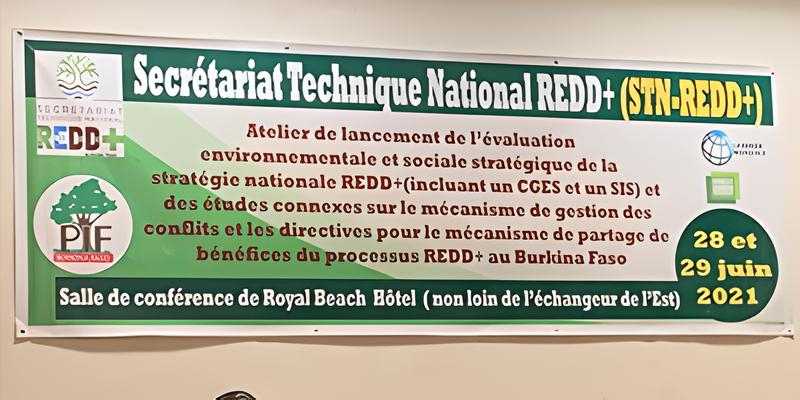 Secrétariat Technique National REDD+ (STN-REDD+)
REDD+
Atelier de lancement de l'évaluation
environnementale et sociale stratégique de la
stratégie nationale REDD+(incluant un CGES et un SIS) et
des études connexes sur le mécanisme de gestion des
conflits et les directives pour le mécanisme de partage de
bénéfices du processus REDD+ au Burkina Faso
PIF
28 et
29 juin
2021
Salle de conférence de Royal Beach Hôtel ( non loin de l'échangeur de l'Est)